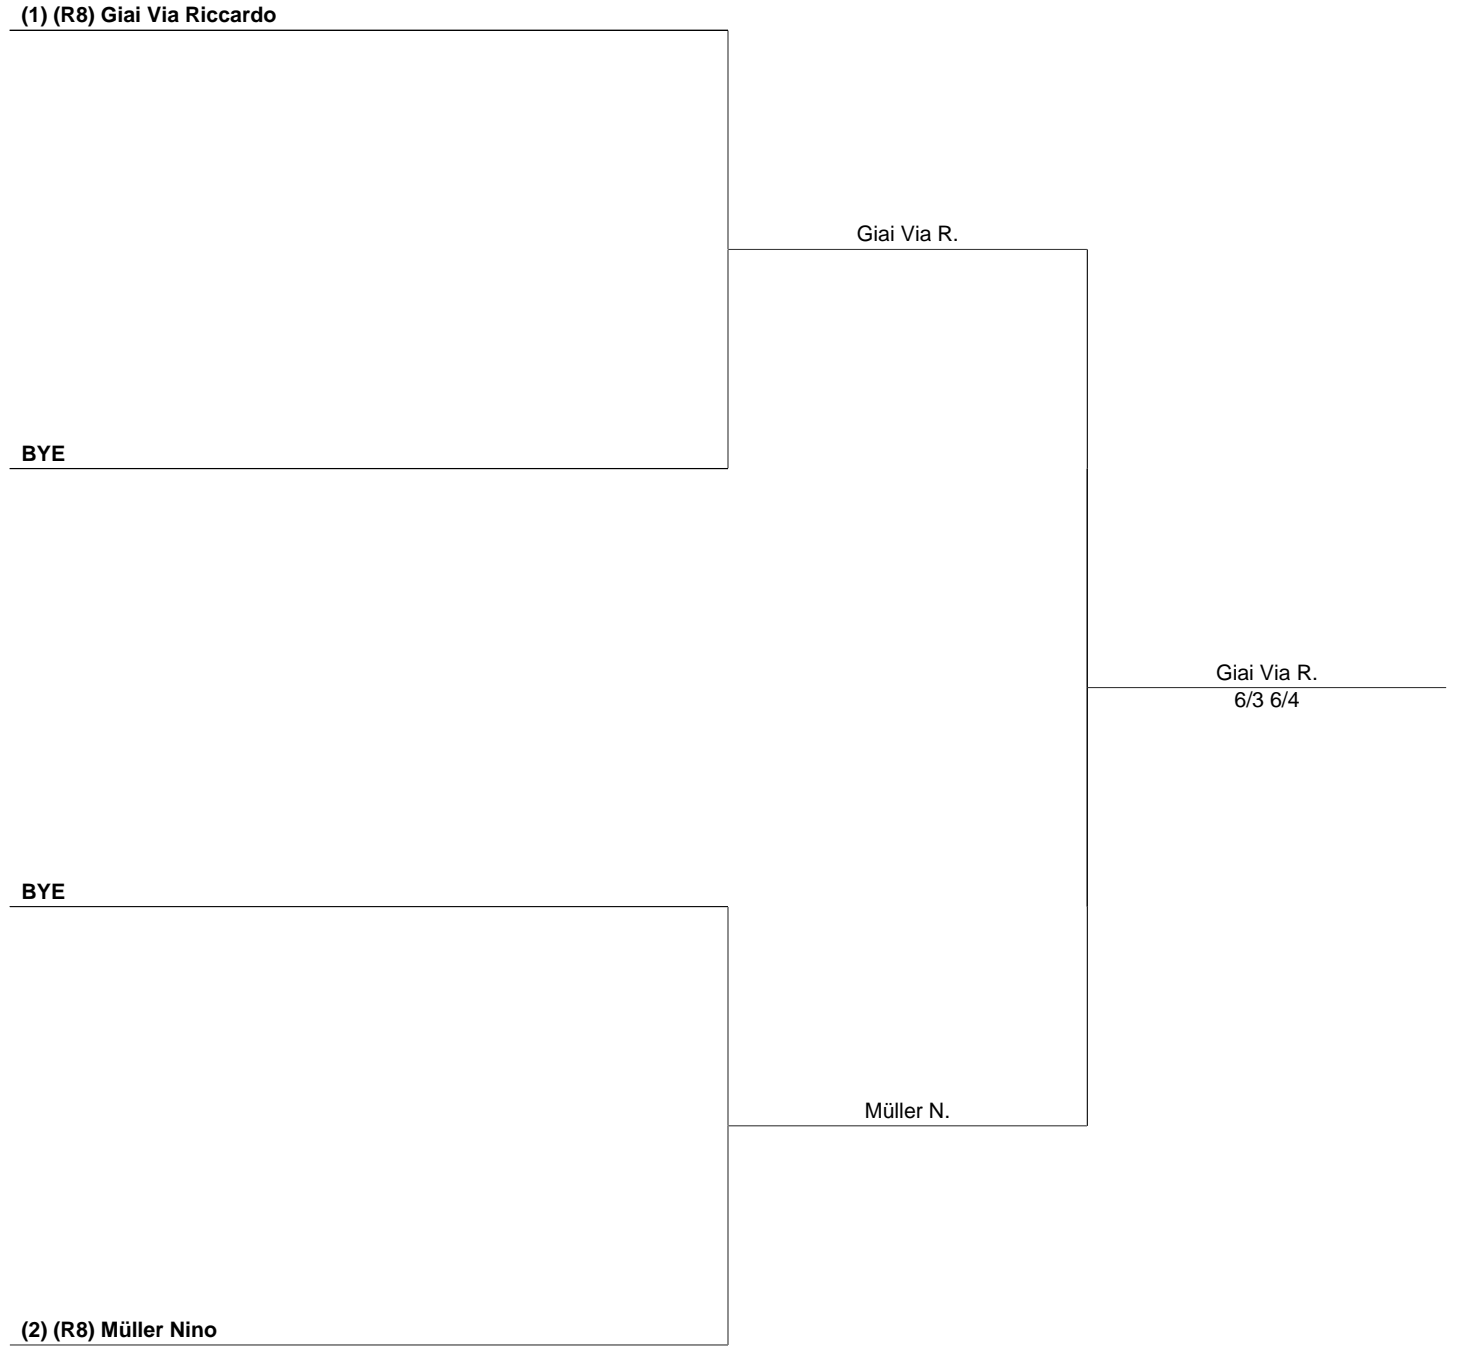 (1) (R8) Giai Via Riccardo
Giai Via R.
BYE
Giai Via R.
6/3 6/4
BYE
Müller N.
(2) (R8) Müller Nino